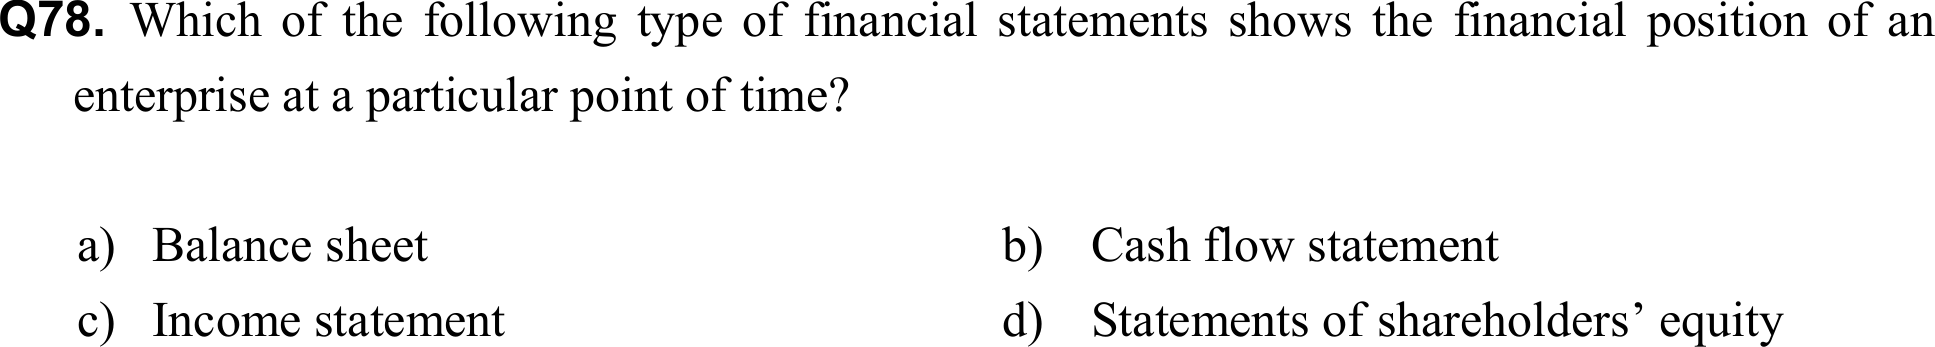 Q78. Which of the following type of financial statements shows the financial position of an
enterprise at a particular point of time?
a) Balance sheet b) Cash flow statement
c) Income statement d) Statements of shareholders’ equity